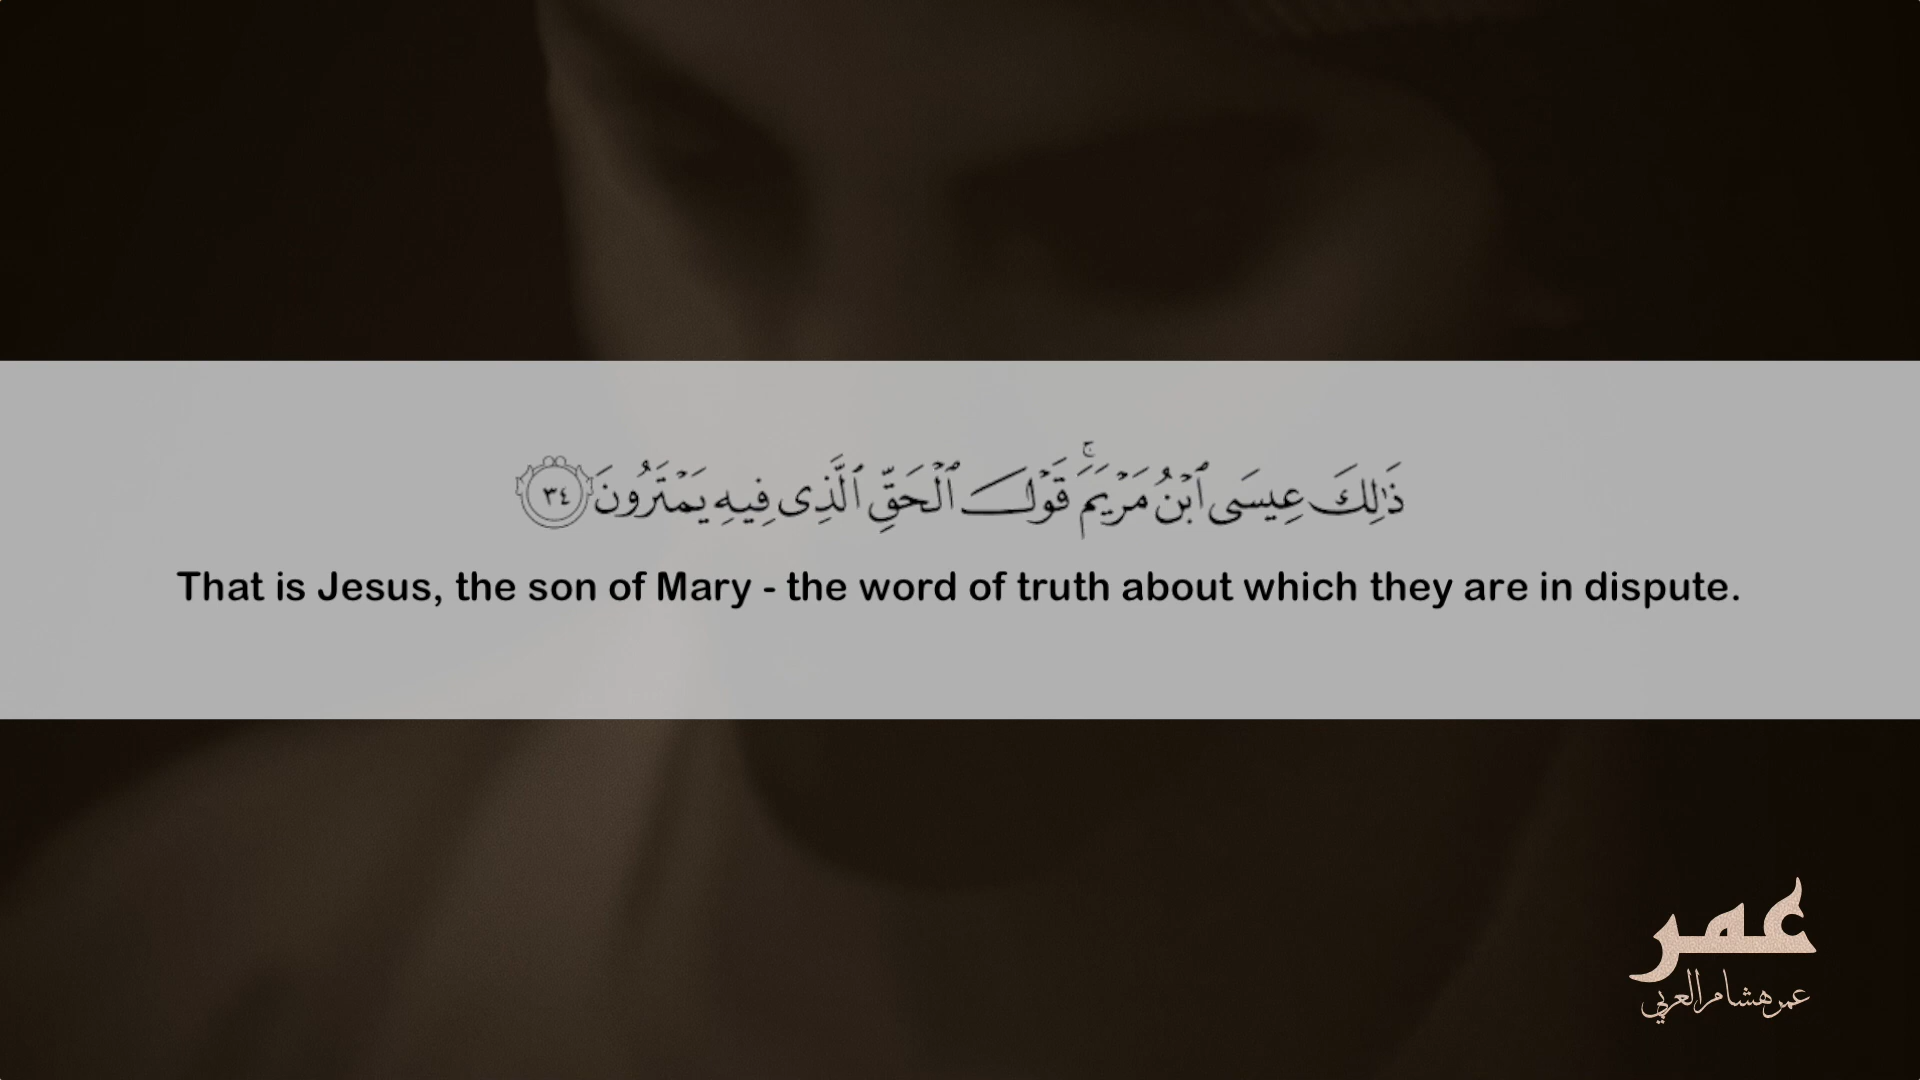 ذَٰلِكَ عِيسَى ٱبْنُ مَرْيَمَ ۚ قَوْلَ ٱلْحَقِّ ٱلَّذِى فِيهِ يَمْتَرُونَ ٣٤
That is Jesus, the son of Mary - the word of truth about which they are in dispute.
عمر
عمر هشام العربي